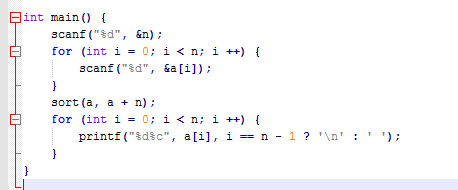 int main() {
    scanf("%d", &n);
    for (int i = 0; i < n; i ++) {
        scanf("%d", &a[i]);
    }
    sort(a, a + n);
    for (int i = 0; i < n; i ++) {
        printf("%d%c", a[i], i == n - 1 ? '\n' : ' ');
    }
}